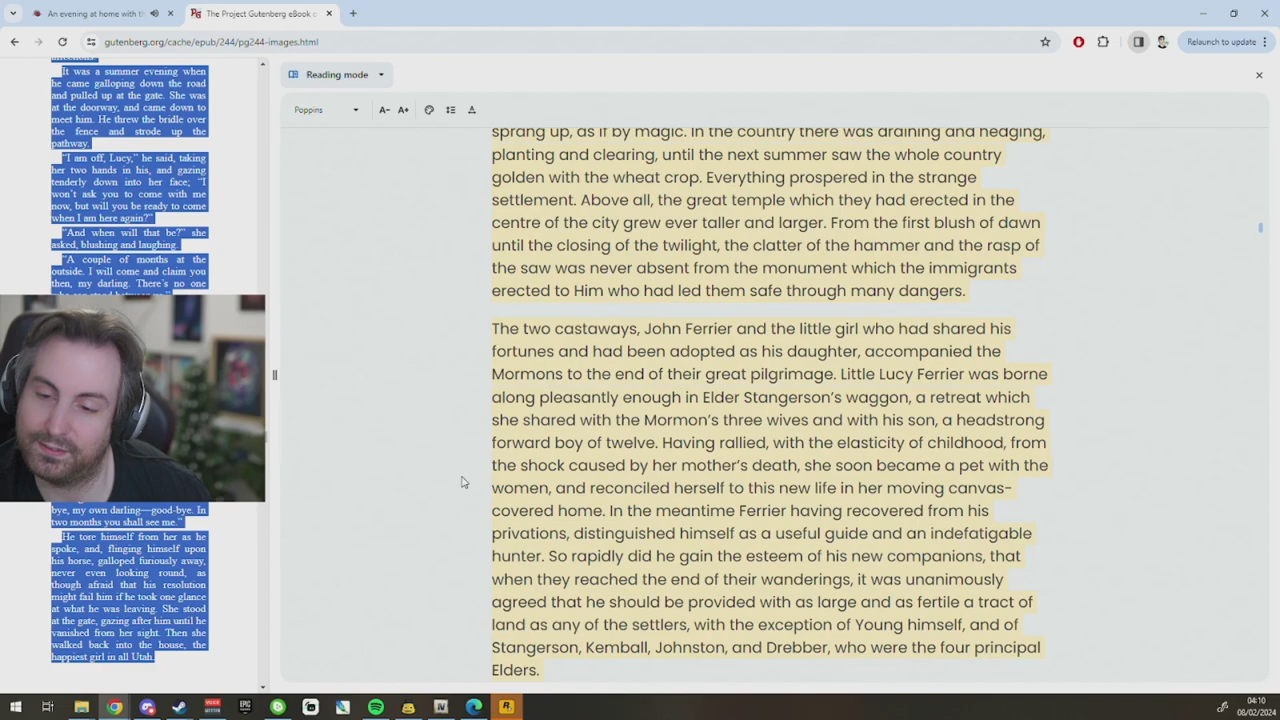 An evening at home with th
The Project Gutenberg eBook o
gutenberg.org/cache/epub/244/pg244-images.html
Relaunch to update
It was a summer evening when
he came galloping down the road
and pulled up at the gate. She was
at the doorway, and came down to
meet him. He threw the bridle over
the fence and strode up the
pathway.
“I am off, Lucy,” he said, taking
her two hands in his, and gazing
tenderly down into her face; “I
won’t ask you to come with me
now, but will you be ready to come
when I am here again?”
“And when will that be?” she
asked, blushing and laughing.
“A couple of months at the
outside. I will come and claim you
then, my darling. There’s no one
bye, my own darling—good-bye. In
two months you shall see me.”
He tore himself from her as he
spoke, and, flinging himself upon
his horse, galloped furiously away,
never even looking round, as
though afraid that his resolution
might fail him if he took one glance
at what he was leaving. She stood
at the gate, gazing after him until he
vanished from her sight. Then she
walked back into the house, the
happiest girl in all Utah.
Reading mode
Poppins
A- A+
sprang up, as if by magic. In the country there was draining and hedging,
planting and clearing, until the next summer saw the whole country
golden with the wheat crop. Everything prospered in the strange
settlement. Above all, the great temple which they had erected in the
centre of the city grew ever taller and larger. From the first blush of dawn
until the closing of the twilight, the clatter of the hammer and the rasp of
the saw was never absent from the monument which the immigrants
erected to Him who had led them safe through many dangers.
The two castaways, John Ferrier and the little girl who had shared his
fortunes and had been adopted as his daughter, accompanied the
Mormons to the end of their great pilgrimage. Little Lucy Ferrier was borne
along pleasantly enough in Elder Stangerson’s waggon, a retreat which
she shared with the Mormon’s three wives and with his son, a headstrong
forward boy of twelve. Having rallied, with the elasticity of childhood, from
the shock caused by her mother’s death, she soon became a pet with the
women, and reconciled herself to this new life in her moving canvas-
covered home. In the meantime Ferrier having recovered from his
privations, distinguished himself as a useful guide and an indefatigable
hunter. So rapidly did he gain the esteem of his new companions, that
when they reached the end of their wanderings, it was unanimously
agreed that he should be provided with as large and as fertile a tract of
land as any of the settlers, with the exception of Young himself, and of
Stangerson, Kemball, Johnston, and Drebber, who were the four principal
Elders.
04:10
08/02/2024